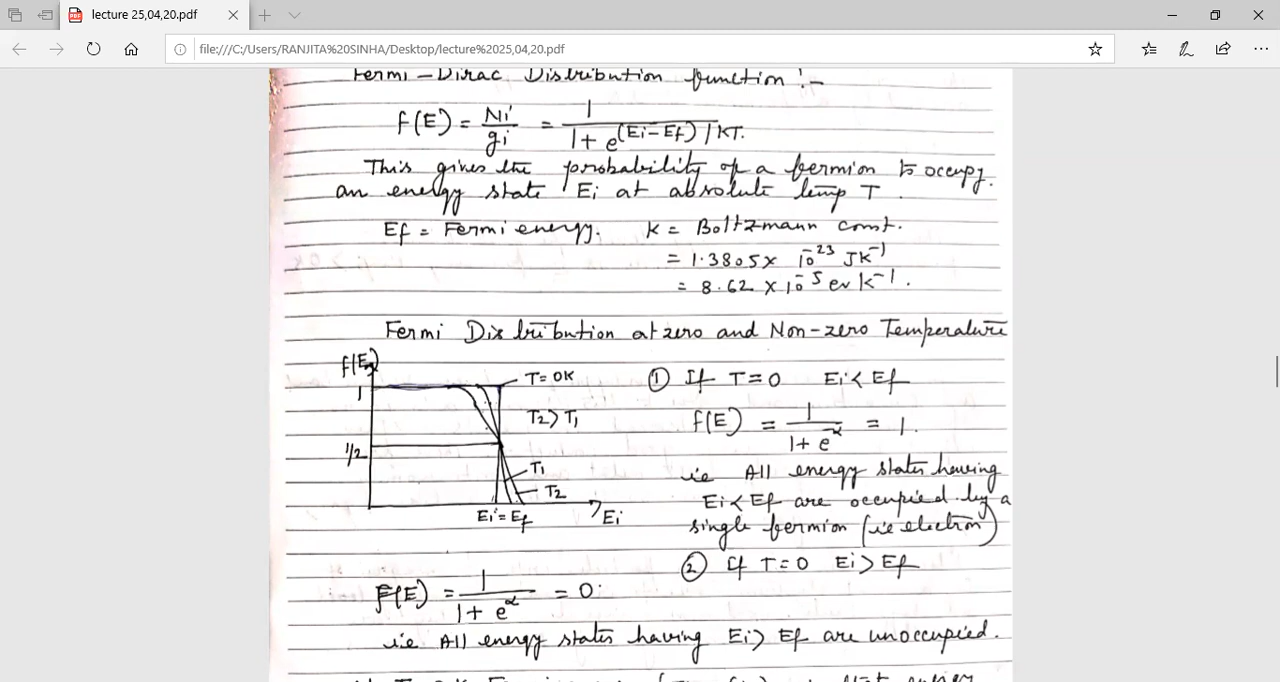 lecture 25,04,20.pdf
file:///C:/Users/RANJITA%20SINHA/Desktop/lecture%2025,04,20.pdf
Fermi - Dirac Distribution function :-
f(E) = Ni/gi = 1/1+ e(Ei-Ef)/KT.
This gives the probability of a fermion to occupy.
an energy state Ei at absolute temp T.
Ef = Fermi energy. K = Boltzmann const.
= 1.3805 x 10^-23 JK^-1
= 8.62 x 10^-5 ev k^-1.
Fermi Distribution at zero and Non-zero Temperature
f(E)
1
T = 0K
T2 > T1
1/2
T1
T2
Ei = Ef
Ei
① If T = 0 Ei < Ef
f(E) = 1/1+ e^-α = 1.
ie All energy states having
Ei < Ef are occupied by a
single fermion (ie electron)
② If T = 0 Ei > Ef
F(E) = 1/1+ e^α = 0.
ie All energy states having Ei > Ef are unoccupied.